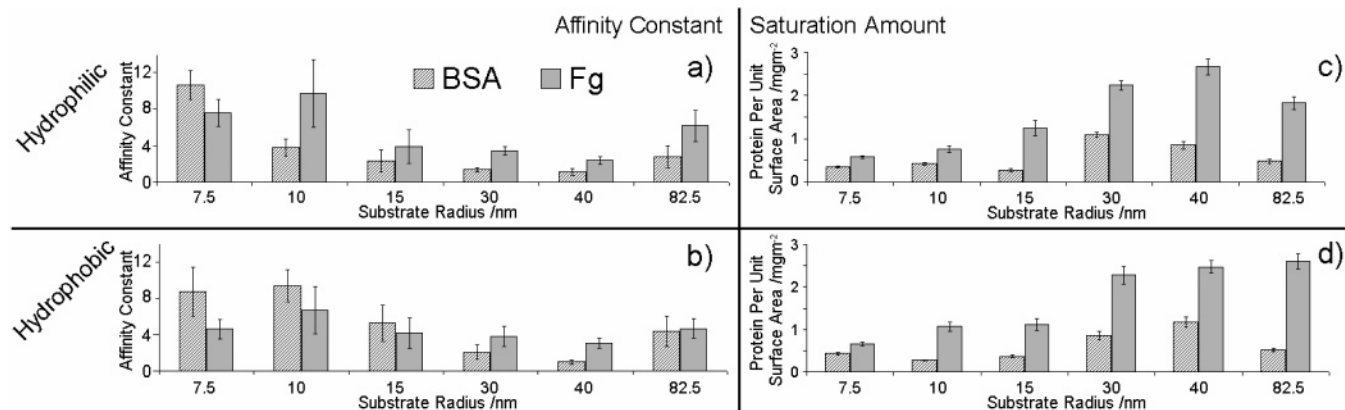 Affinity Constant
Saturation Amount
Hydrophilic
Affinity Constant
12
8
4
0
BSA
Fg
a)
7.5 10 15 30 40 82.5
Substrate Radius /nm
Protein Per Unit
Surface Area /mgm-2
3
2
1
0
c)
7.5 10 15 30 40 82.5
Substrate Radius /nm
Hydrophobic
Affinity Constant
12
8
4
0
b)
7.5 10 15 30 40 82.5
Substrate Radius /nm
Protein Per Unit
Surface Area /mgm-2
3
2
1
0
d)
7.5 10 15 30 40 82.5
Substrate Radius /nm